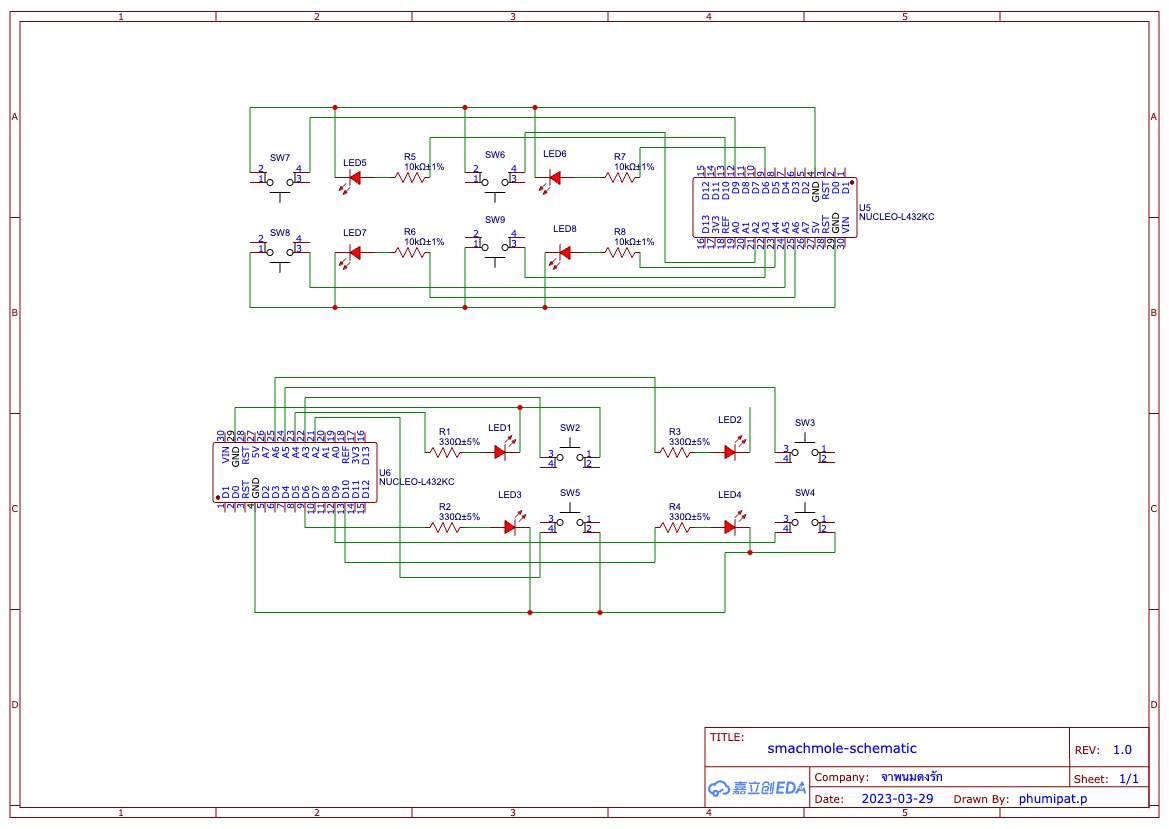 1 2 3 4 5
A A
B B
C C
D D
SW7
2 4
1 3
LED5
R5
10kΩ±1%
SW6
2 4
1 3
LED6
R7
10kΩ±1%
SW8
2 4
1 3
LED7
R6
10kΩ±1%
SW9
2 4
1 3
LED8
R8
10kΩ±1%
15 14 13 12 11 10 9 8 7 6 5 4 3 2 1
D12 D11 D10 D9 D8 D7 D6 D5 D4 D3 D2 GND RST D0 D1
D13 3V3 REF A0 A1 A2 A3 A4 A5 A6 A7 5V RST GND VIN
16 17 18 19 20 21 22 23 24 25 26 27 28 29 30
U5
NUCLEO-L432KC
30 29 28 27 26 25 24 23 22 21 20 19 18 17 16
VIN GND RST 5V A7 A6 A5 A4 A3 A2 A1 A0 REF 3V3 D13
D1 D0 RST GND D2 D3 D4 D5 D6 D7 D8 D9 D10 D11 D12
1 2 3 4 5 6 7 8 9 10 11 12 13 14 15
U6
NUCLEO-L432KC
R1
330Ω±5%
LED1
SW2
3 1
4 2
R3
330Ω±5%
LED2
SW3
3 1
4 2
R2
330Ω±5%
LED3
SW5
3 1
4 2
R4
330Ω±5%
LED4
SW4
3 1
4 2
TITLE:
smachmole-schematic
REV: 1.0
嘉立创EDA
Company: จาพนมดงรัก
Sheet: 1/1
Date: 2023-03-29 Drawn By: phumipat.p
1 2 3 4 5